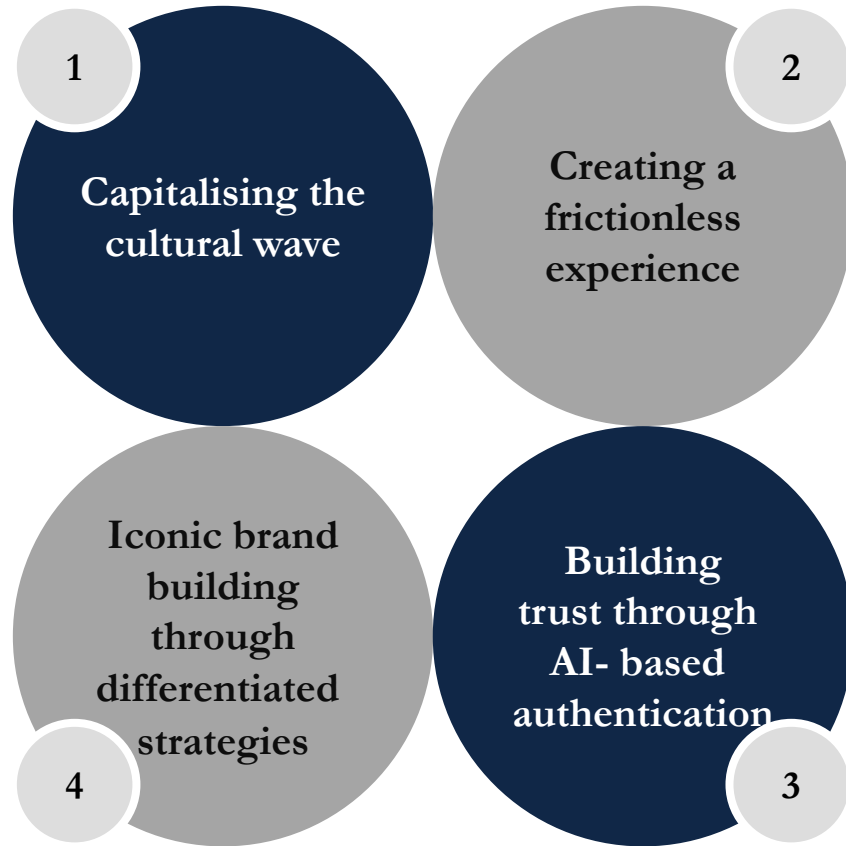 1
Capitalising the
cultural wave
2
Creating a
frictionless
experience
3
Building
trust through
AI- based
authentication
4
Iconic brand
building
through
differentiated
strategies